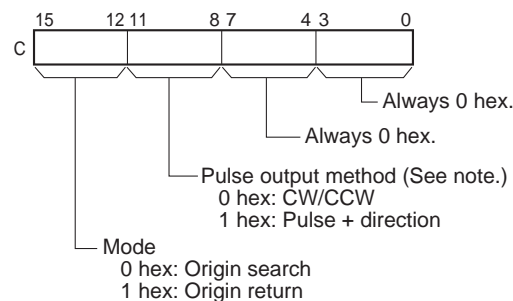 15 12 11 8 7 4 3 0
C
Always 0 hex.
Always 0 hex.
Pulse output method (See note.)
0 hex: CW/CCW
1 hex: Pulse + direction
Mode
0 hex: Origin search
1 hex: Origin return